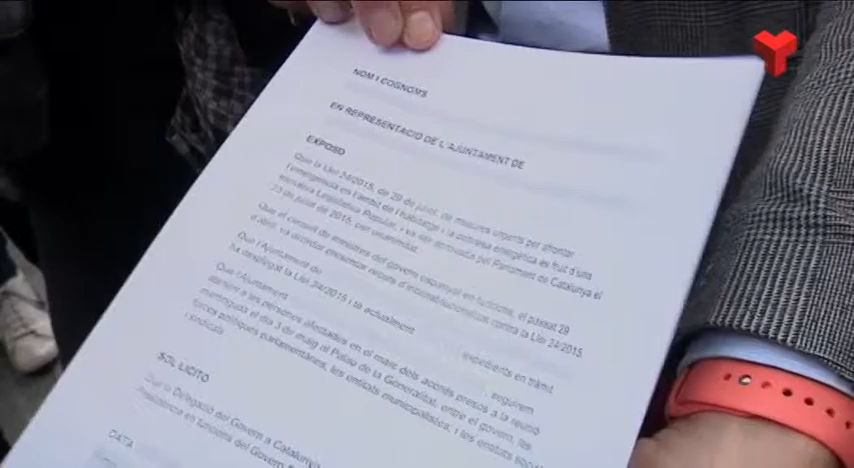 NOM I COGNOMS
EN REPRESENTACIÓ DE L'AJUNTAMENT DE
EXPOSO
Que la Llei 24/2015, de 29 de juliol, de mesures urgents per afrontar
l'emergència en l'àmbit de l'habitatge i la pobresa energètica és fruit d'una
Iniciativa Legislativa Popular, i va ser aprovada pel Parlament de Catalunya el
23 de juliol de 2015, per unanimitat.
Que el consell de ministres del govern espanyol en funcions, el passat 29
d'abril, va acordar presentar recurs d'inconstitucionalitat contra la Llei 24/2015
Que l'Ajuntament de
ha desplegat la Llei 24/2015 i té actualment
expedients en tràmit
Que l'Ajuntament
seguirem
atenent a les persones afectades en el marc dels acords presos a la reunió
mantinguda el dia 3 de maig al Palau de la Generalitat, entre el govern, les
forces polítiques parlamentàries, les entitats municipalistes, i les entitats socials
i sindicals
SOL·LICITO
Que la Delegació del Govern a Catalunya
President en funcions del Govern
DATA